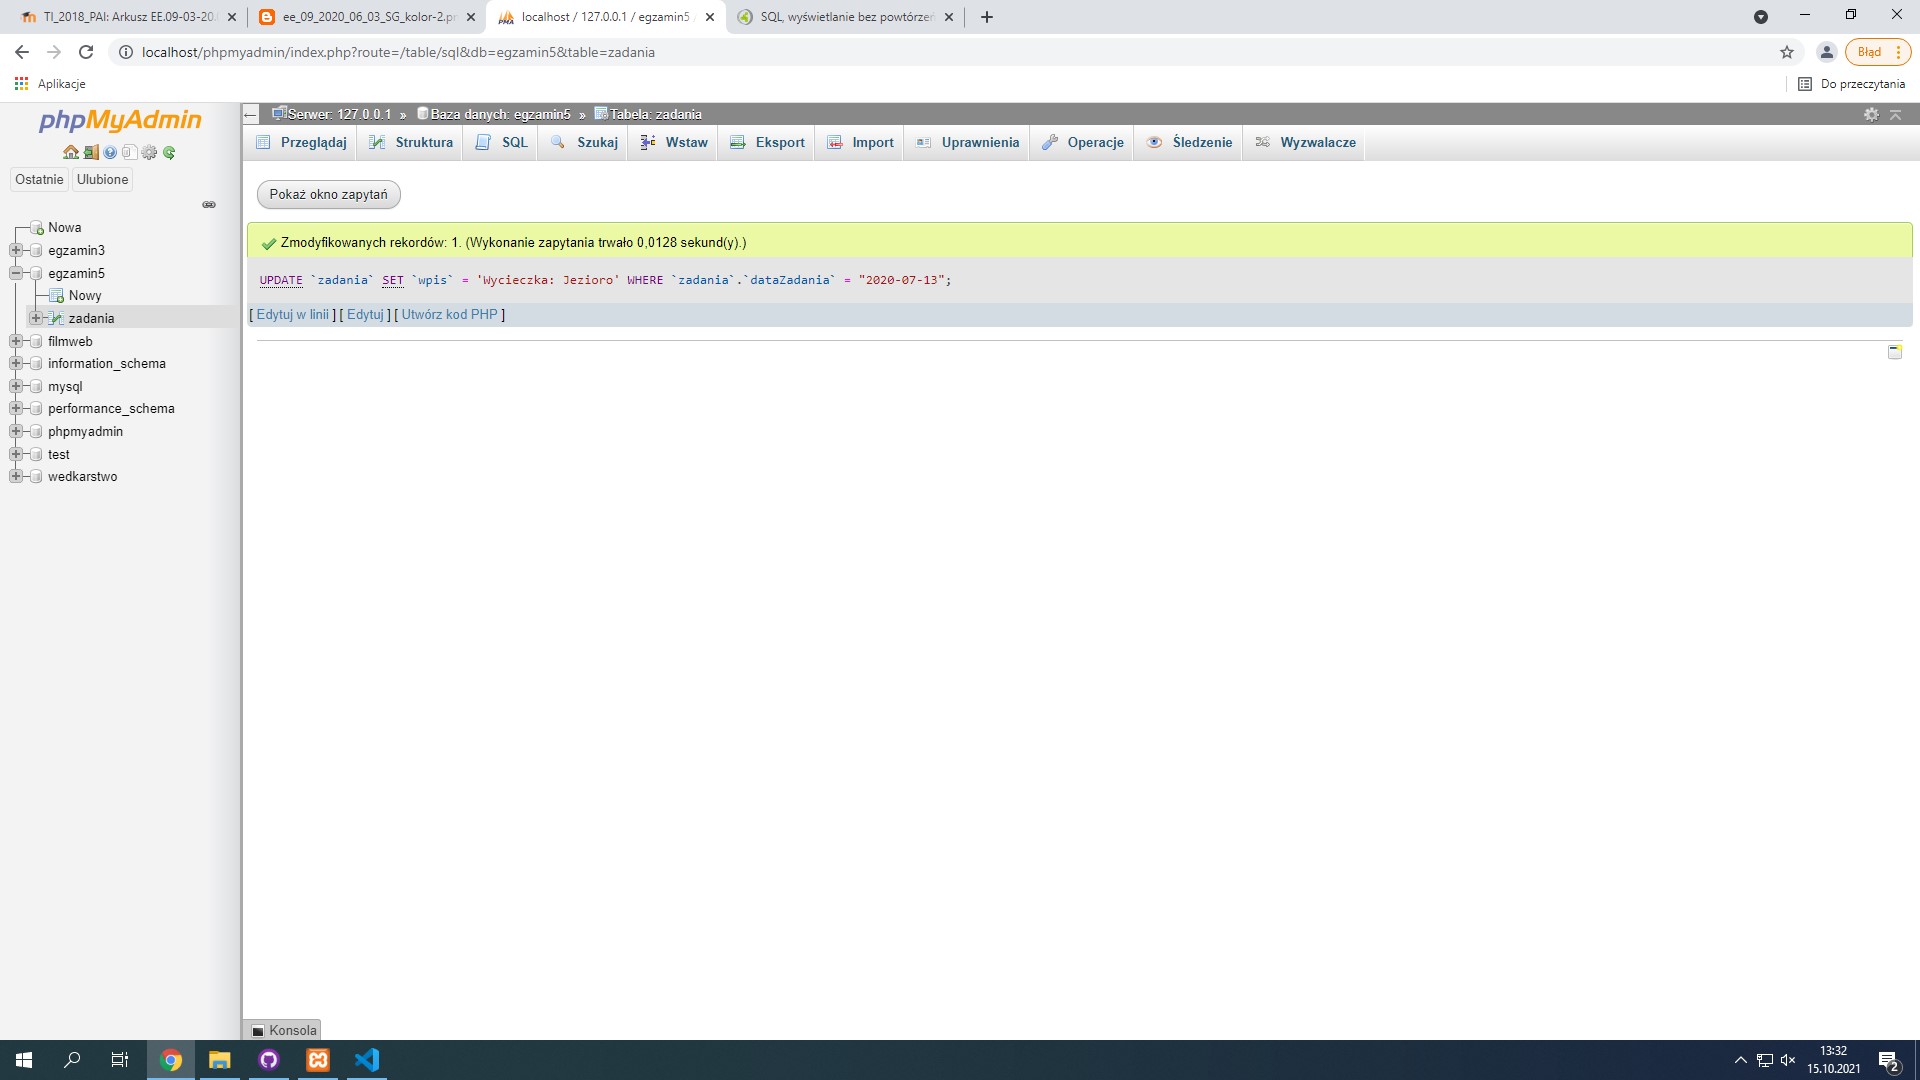 TI_2018_PAI: Arkusz EE.09-03-20.
ee_09_2020_06_03_SG_kolor-2.pn
localhost / 127.0.0.1 / egzamin5 /
SQL, wyświetlanie bez powtórzeń
localhost/phpmyadmin/index.php?route=/table/sql&db=egzamin5&table=zadania
Błąd
Aplikacje
Do przeczytania
phpMyAdmin
Ostatnie
Ulubione
Nowa
egzamin3
egzamin5
Nowy
zadania
filmweb
information_schema
mysql
performance_schema
phpmyadmin
test
wedkarstwo
Serwer: 127.0.0.1 » Baza danych: egzamin5 » Tabela: zadania
Przeglądaj Struktura SQL Szukaj Wstaw Eksport Import Uprawnienia Operacje Śledzenie Wyzwalacze
Pokaż okno zapytań
Zmodyfikowanych rekordów: 1. (Wykonanie zapytania trwało 0,0128 sekund(y).)
UPDATE `zadania` SET `wpis` = 'Wycieczka: Jezioro' WHERE `zadania`.`dataZadania` = "2020-07-13";
[ Edytuj w linii ] [ Edytuj ] [ Utwórz kod PHP ]
Konsola
13:32
15.10.2021
2